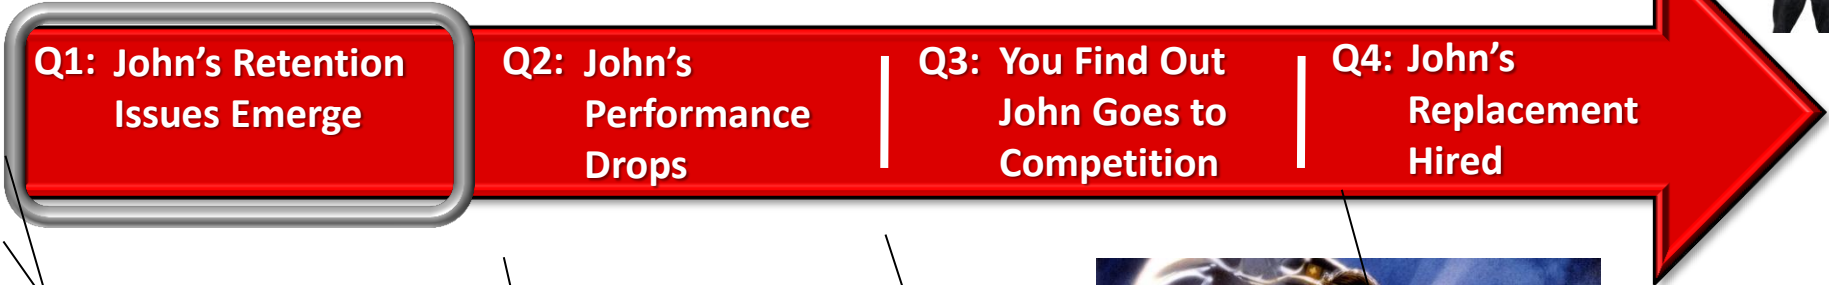 Q1: John’s Retention
Issues Emerge
Q2: John’s
Performance
Drops
Q3: You Find Out
John Goes to
Competition
Q4: John’s
Replacement
Hired